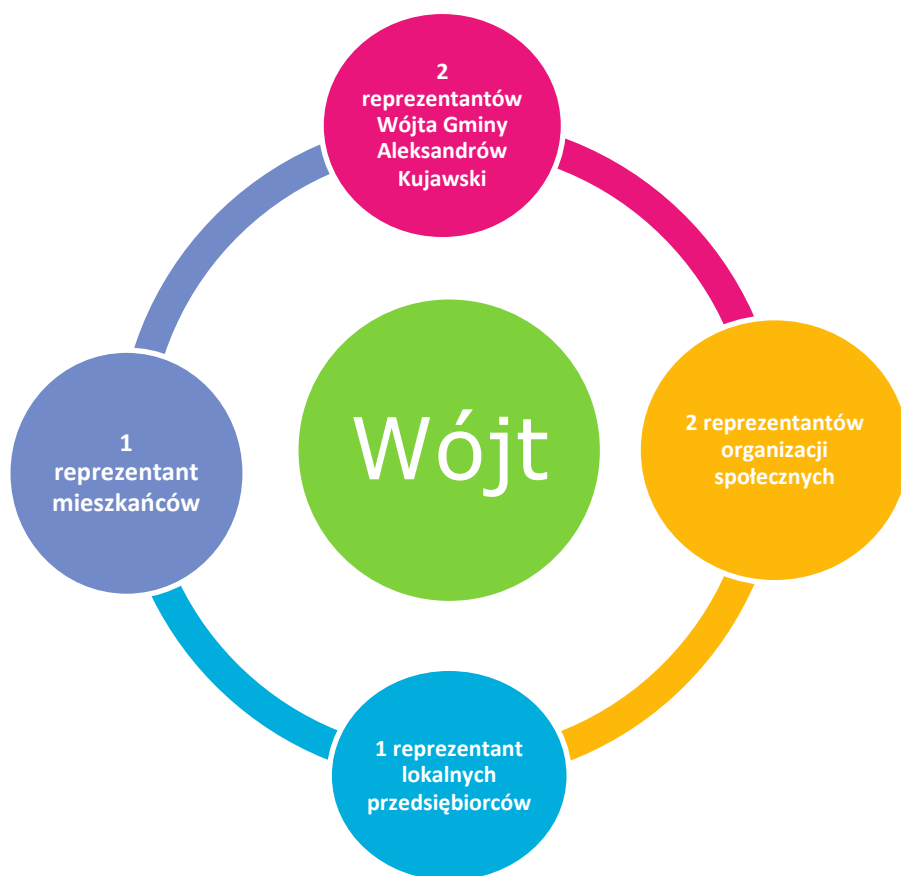 2
reprezentantów
Wójta Gminy
Aleksandrów
Kujawski
2 reprezentantów
organizacji
społecznych
1 reprezentant
lokalnych
przedsiębiorców
1
reprezentant
mieszkańców
Wójt